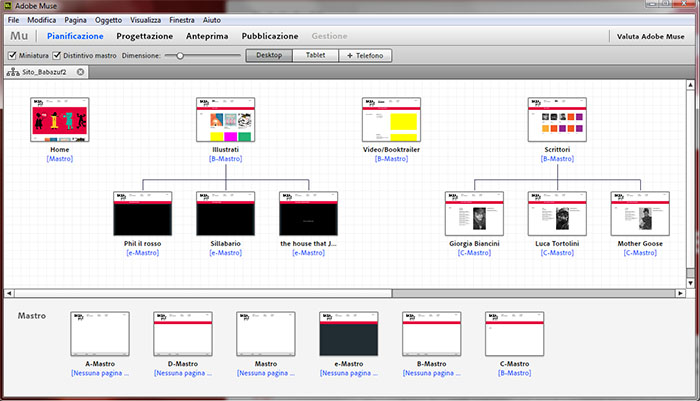 Mu Adobe Muse
File Modifica Pagina Oggetto Visualizza Finestra Aiuto
Mu Pianificazione Progettazione Anteprima Pubblicazione Gestione Valuta Adobe Muse
Miniatura Distintivo mastro Dimensione: Desktop Tablet + Telefono
Sito_Babazuf2
Home Illustrati Video/Booktrailer Scrittori
[Mastro] [B-Mastro] [B-Mastro] [B-Mastro]
Phil il rosso Sillabario the house that J... Giorgia Biancini Luca Tortolini Mother Goose
[e-Mastro] [e-Mastro] [e-Mastro] [C-Mastro] [C-Mastro] [C-Mastro]
Mastro
A-Mastro D-Mastro Mastro e-Mastro B-Mastro C-Mastro
[Nessuna pagina ... [Nessuna pagina ... [Nessuna pagina ... [Nessuna pagina ... [Nessuna pagina ... [B-Mastro]